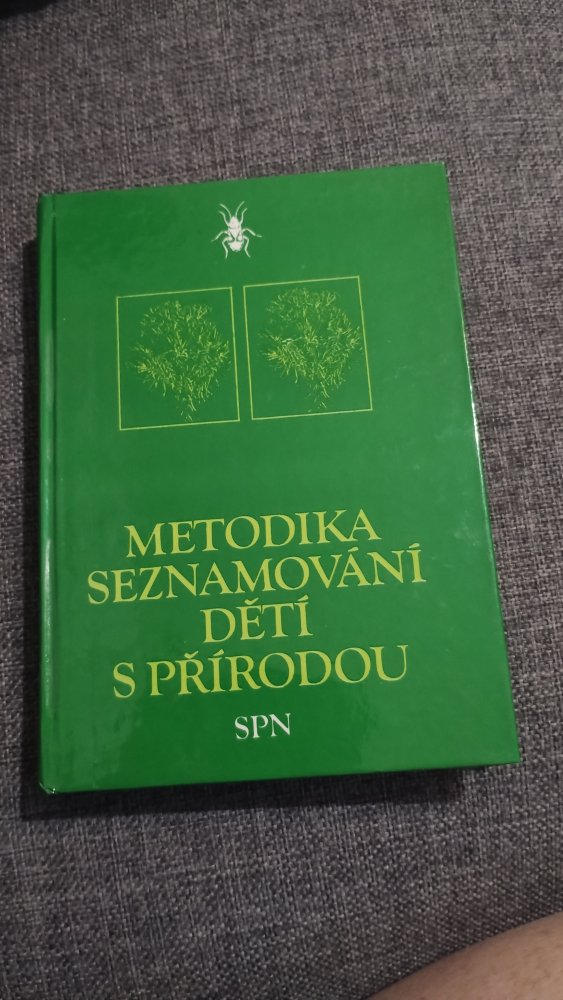 METODIKA
SEZNAMOVÁNÍ
DĚTÍ
S PŘÍRODOU
SPN